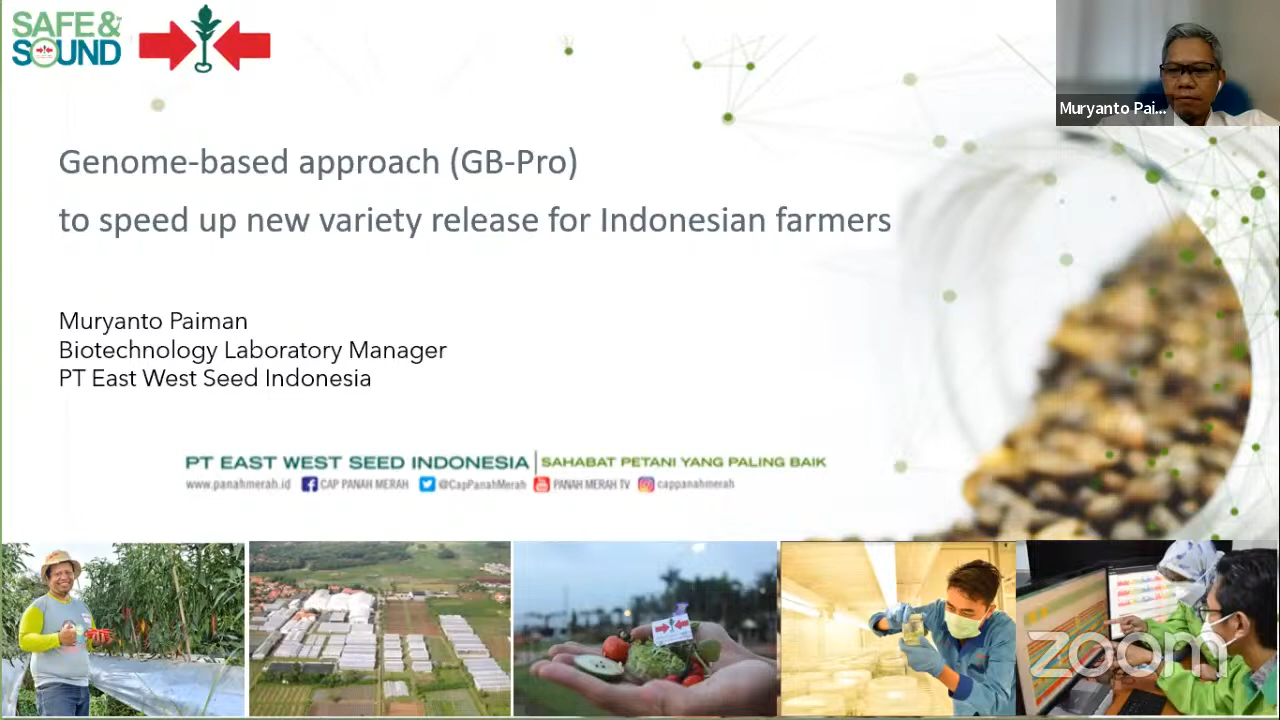 SAFE&
SOUND
Muryanto Pai...
Genome-based approach (GB-Pro)
to speed up new variety release for Indonesian farmers
Muryanto Paiman
Biotechnology Laboratory Manager
PT East West Seed Indonesia
PT EAST WEST SEED INDONESIA | SAHABAT PETANI YANG PALING BAIK
www.panahmerah.id CAP PANAH MERAH @CapPanahMerah PANAH MERAH TV cappanahmerah
zoom